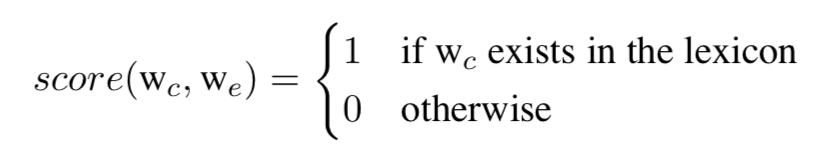 score(w_c, w_e) = { 1 if w_c exists in the lexicon
0 otherwise